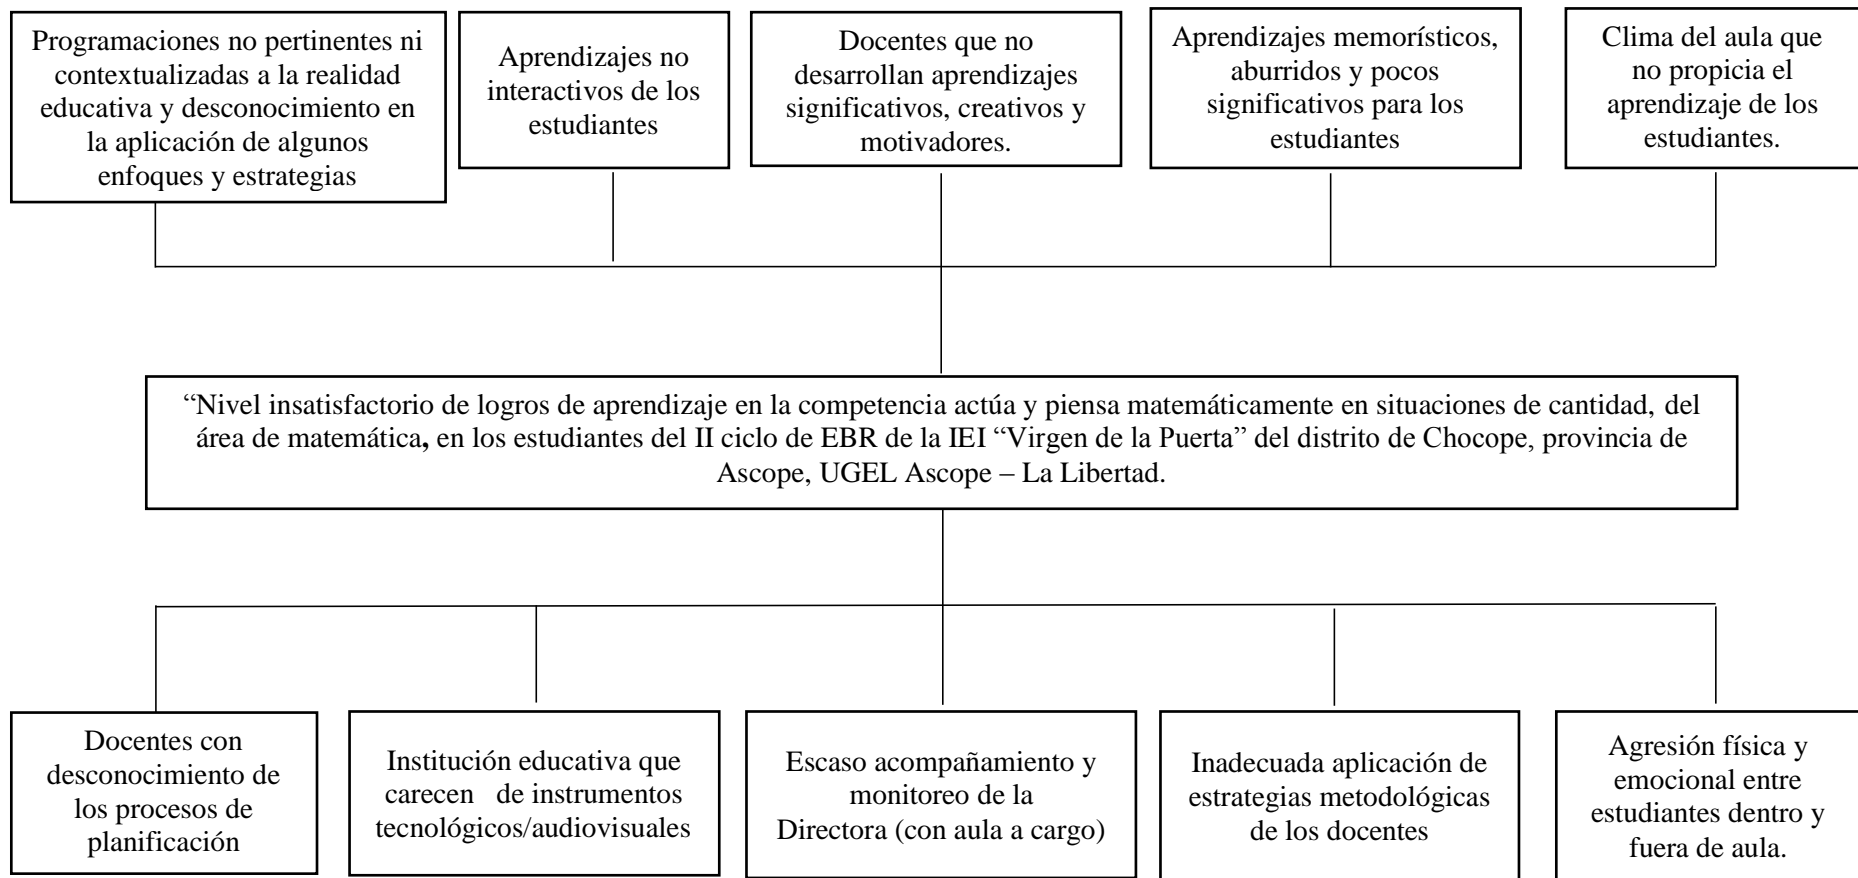 Programaciones no pertinentes ni
contextualizadas a la realidad
educativa y desconocimiento en
la aplicación de algunos
enfoques y estrategias
Aprendizajes no
interactivos de los
estudiantes
Docentes que no
desarrollan aprendizajes
significativos, creativos y
motivadores.
Aprendizajes memorísticos,
aburridos y pocos
significativos para los
estudiantes
Clima del aula que
no propicia el
aprendizaje de los
estudiantes.
“Nivel insatisfactorio de logros de aprendizaje en la competencia actúa y piensa matemáticamente en situaciones de cantidad, del
área de matemática, en los estudiantes del II ciclo de EBR de la IEI “Virgen de la Puerta” del distrito de Chocope, provincia de
Ascope, UGEL Ascope – La Libertad.
Docentes con
desconocimiento de
los procesos de
planificación
Institución educativa que
carecen de instrumentos
tecnológicos/audiovisuales
Escaso acompañamiento y
monitoreo de la
Directora (con aula a cargo)
Inadecuada aplicación de
estrategias metodológicas
de los docentes
Agresión física y
emocional entre
estudiantes dentro y
fuera de aula.